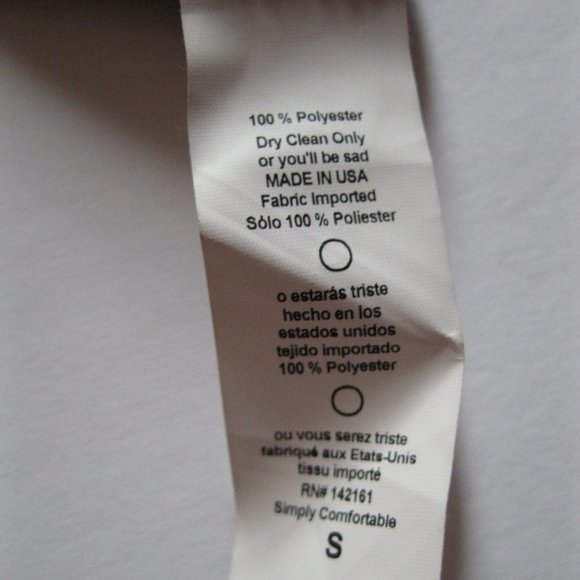 100 % Polyester
Dry Clean Only
or you'll be sad
MADE IN USA
Fabric Imported
Sólo 100 % Poliester
o estarás triste
hecho en los
estados unidos
tejido importado
100 % Polyester
ou vous serez triste
fabriqué aux Etats-Unis
tissu importé
RN# 142161
Simply Comfortable
S